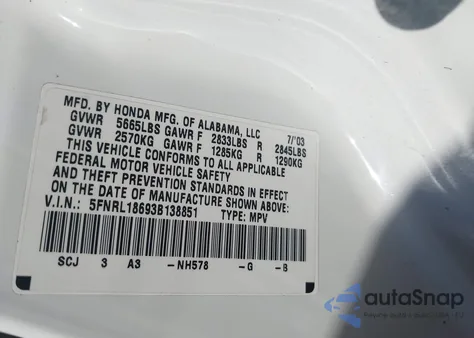 MFD. BY HONDA MFG. OF ALABAMA, LLC 7/'03
GVWR 5665LBS GAWR F 2833LBS R 2845LBS
GVWR 2570KG GAWR F 1285KG R 1290KG
THIS VEHICLE CONFORMS TO ALL APPLICABLE
FEDERAL MOTOR VEHICLE SAFETY
AND THEFT PREVENTION STANDARDS IN EFFECT
ON THE DATE OF MANUFACTURE SHOWN ABOVE:
V.I.N.: 5FNRL18693B138851 TYPE: MPV
SCJ 3 A3 -NH578 -G -B
autoSnap